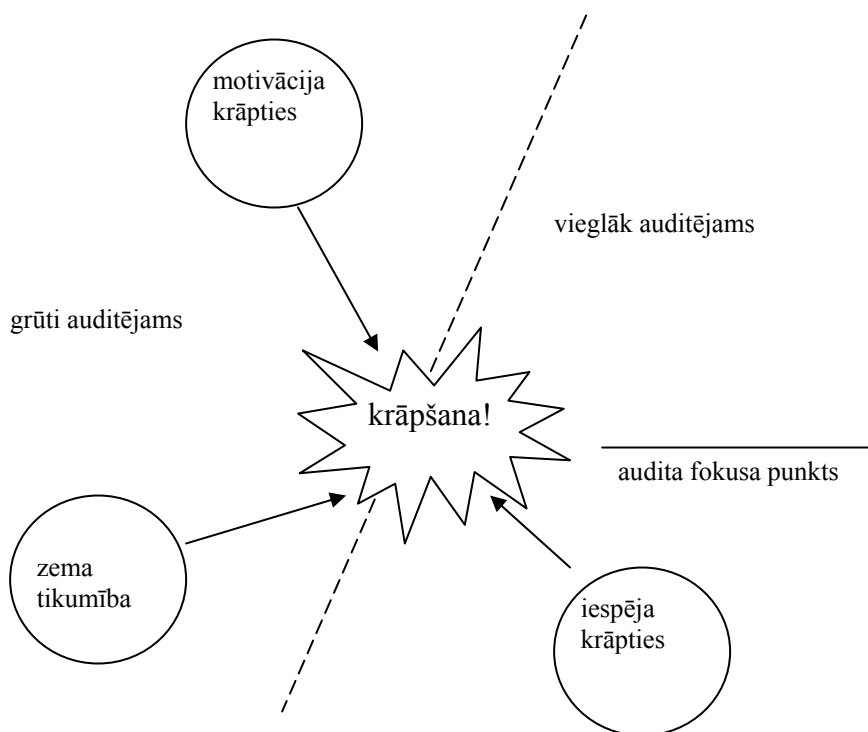 motivācija
krāpties
vieglāk auditējams
grūti auditējams
krāpšana!
audita fokusa punkts
zema
tikumība
iespēja
krāpties